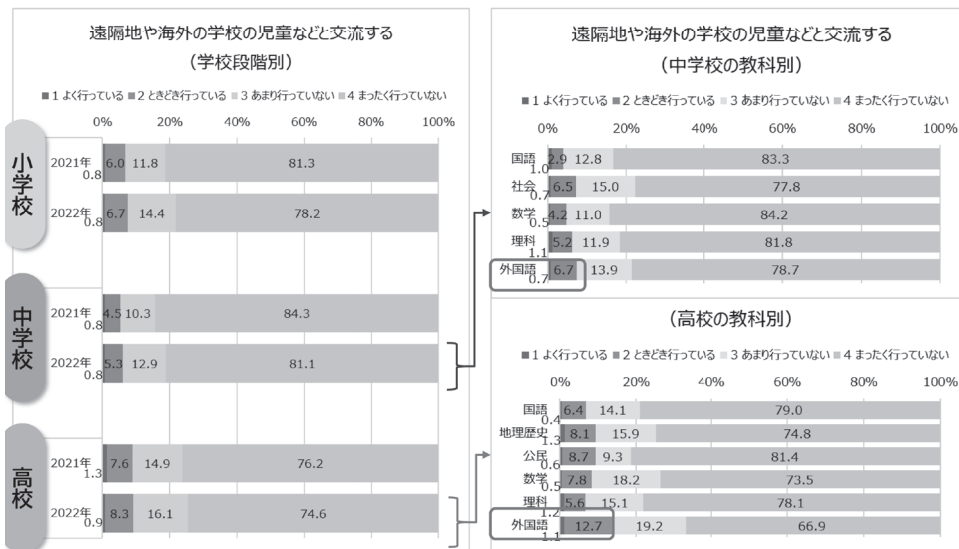 遠隔地や海外の学校の児童などと交流する
（学校段階別）
■1 よく行っている ■2 ときどき行っている ■3 あまり行っていない ■4 まったく行っていない
0% 20% 40% 60% 80% 100%
小学校
2021年 0.8 6.0 11.8 81.3
2022年 0.8 6.7 14.4 78.2
中学校
2021年 0.8 4.5 10.3 84.3
2022年 0.8 5.3 12.9 81.1
高校
2021年 1.3 7.6 14.9 76.2
2022年 0.9 8.3 16.1 74.6
遠隔地や海外の学校の児童などと交流する
（中学校の教科別）
■1 よく行っている ■2 ときどき行っている ■3 あまり行っていない ■4 まったく行っていない
0% 20% 40% 60% 80% 100%
国語 1.0 2.9 12.8 83.3
社会 0.7 6.5 15.0 77.8
数学 0.5 4.2 11.0 84.2
理科 1.1 5.2 11.9 81.8
外国語 0.7 6.7 13.9 78.7
（高校の教科別）
■1 よく行っている ■2 ときどき行っている ■3 あまり行っていない ■4 まったく行っていない
0% 20% 40% 60% 80% 100%
国語 0.4 6.4 14.1 79.0
地理歴史 1.3 8.1 15.9 74.8
公民 0.6 8.7 9.3 81.4
数学 0.5 7.8 18.2 73.5
理科 1.2 5.6 15.1 78.1
外国語 1.1 12.7 19.2 66.9